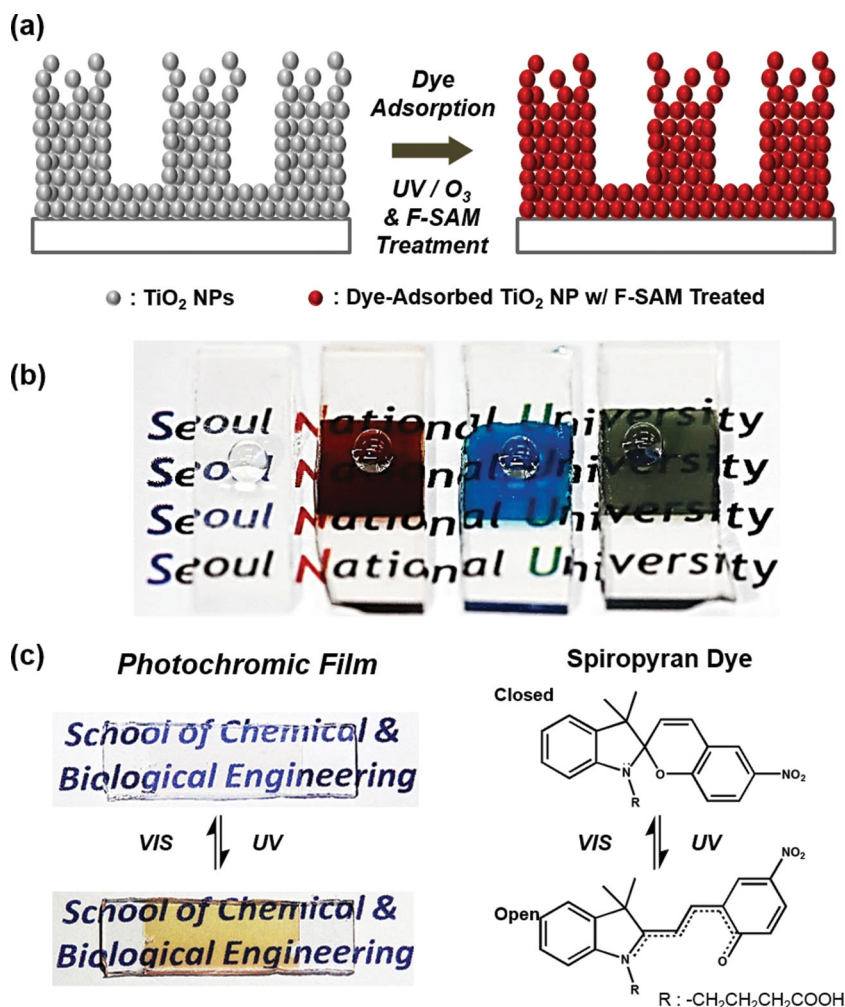 (a)
Dye
Adsorption
UV / O₃
& F-SAM
Treatment
: TiO₂ NPs
: Dye-Adsorbed TiO₂ NP w/ F-SAM Treated
(b)
Seoul National University
Seoul National University
Seoul National University
Seoul National University
(c)
Photochromic Film
Spiropyran Dye
School of Chemical &
Biological Engineering
VIS
UV
School of Chemical &
Biological Engineering
Closed
N
O
NO₂
R
VIS
UV
NO₂
Open
N
O
R
R : -CH₂CH₂CH₂COOH